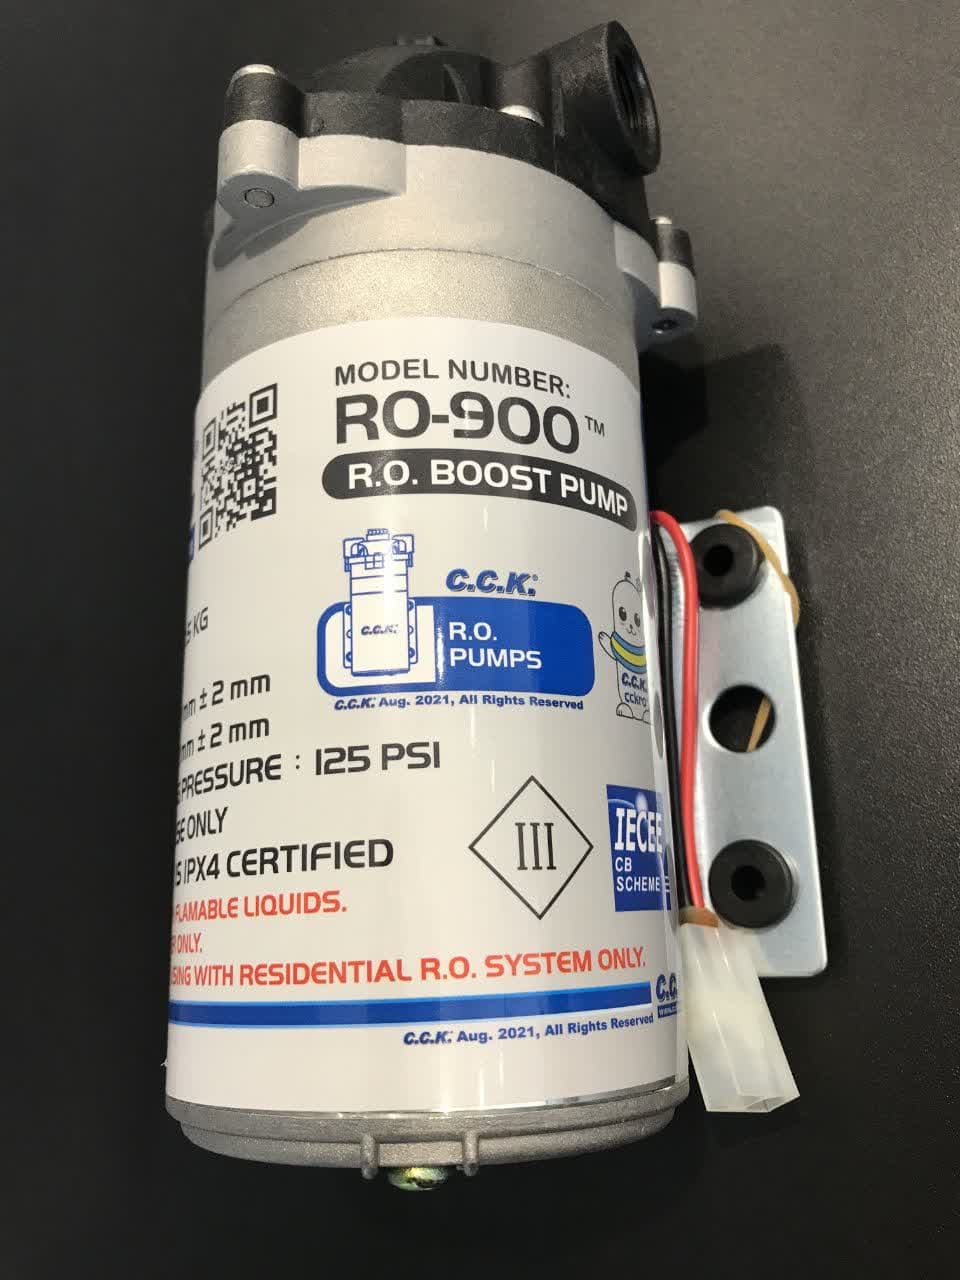 MODEL NUMBER:
RO-900™
R.O. BOOST PUMP
C.C.K.®
C.C.K.
R.O.
PUMPS
C.C.K. Aug. 2021, All Rights Reserved
C.C.K.
cckro
KG
mm ± 2 mm
mm ± 2 mm
PRESSURE : 125 PSI
ONLY
IPX4 CERTIFIED
III
IECEE
CB
SCHEME
FLAMABLE LIQUIDS.
ONLY.
WITH RESIDENTIAL R.O. SYSTEM ONLY.
C.C.K. Aug. 2021, All Rights Reserved